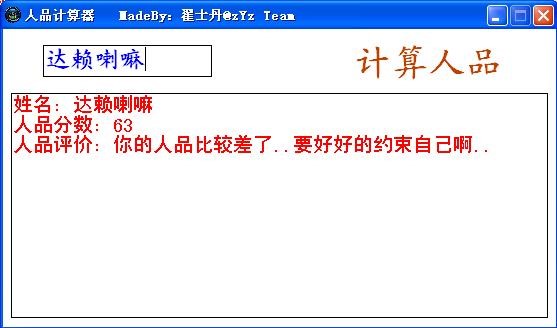 人品计算器 MadeBy：翟士丹@zYz Team
达赖喇嘛
计算人品
姓名：达赖喇嘛
人品分数：63
人品评价：你的人品比较差了..要好好的约束自己啊..